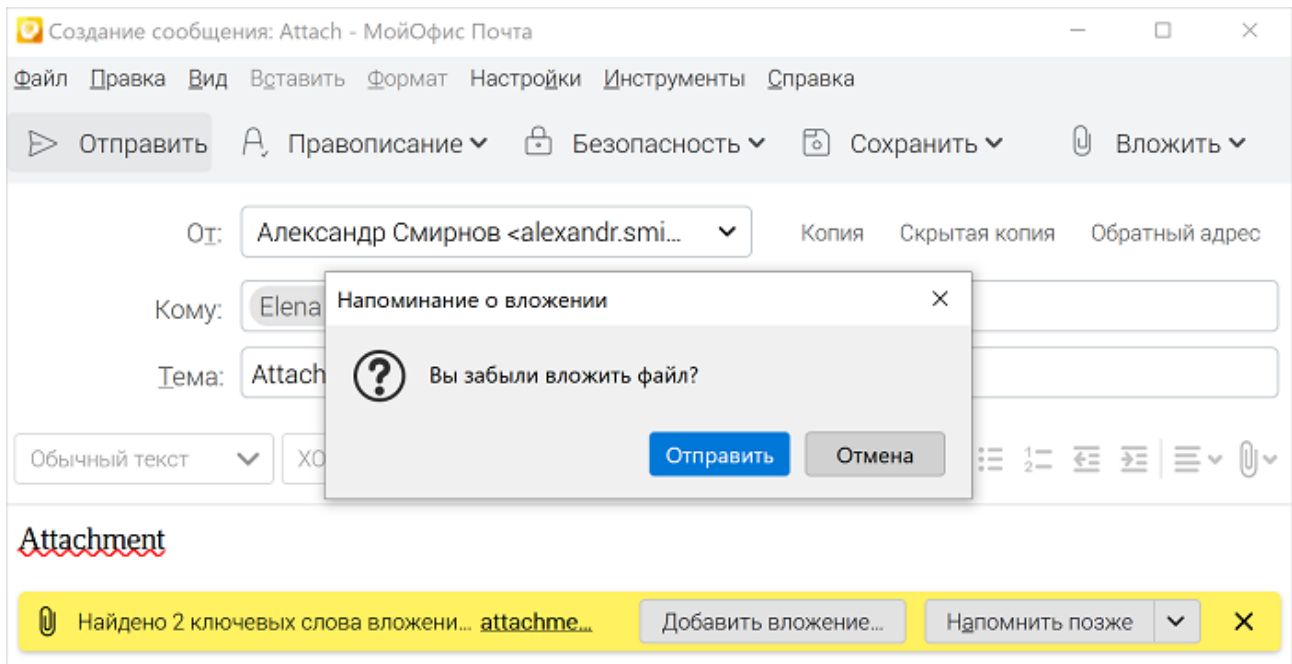 Создание сообщения: Attach - МойОфис Почта
Файл Правка Вид Вставить Формат Настройки Инструменты Справка
Отправить Правописание Безопасность Сохранить Вложить
От: Александр Смирнов <alexandr.smi... Копия Скрытая копия Обратный адрес
Кому: Elena
Напоминание о вложении
Тема: Attach
Вы забыли вложить файл?
Отправить Отмена
Обычный текст
Attachment
Найдено 2 ключевых слова вложени... attachme... Добавить вложение... Напомнить позже